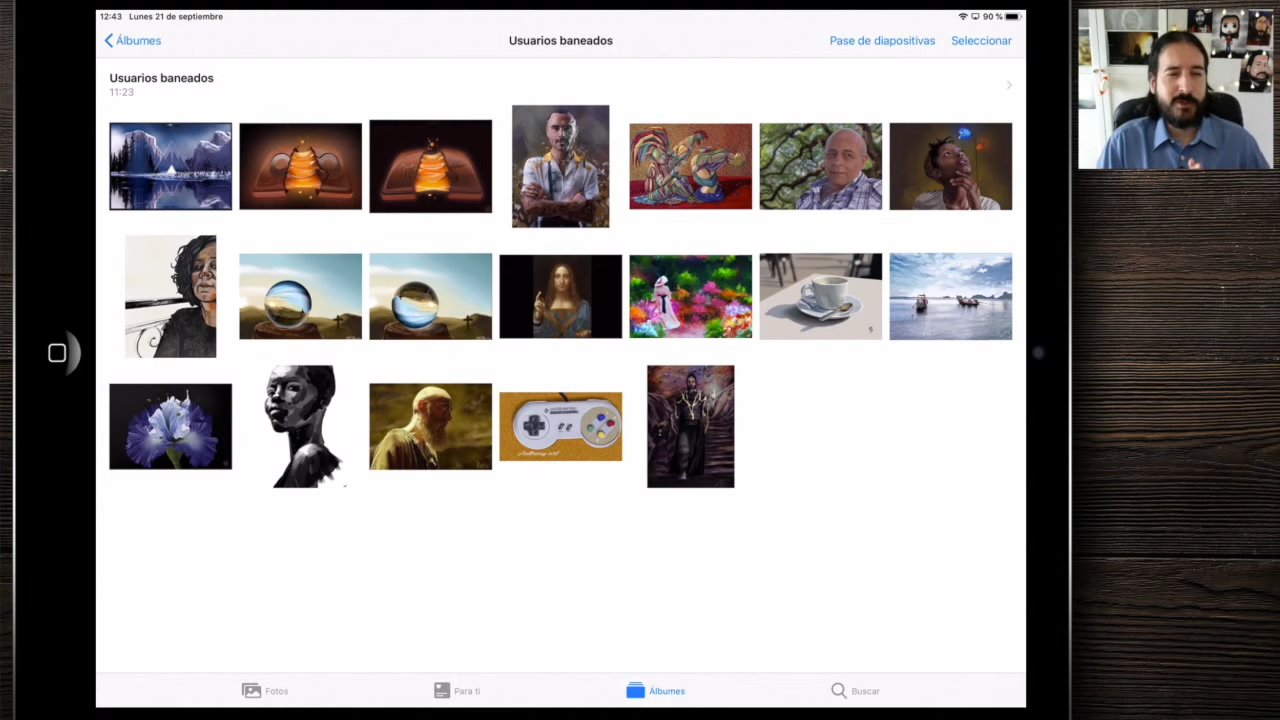 12:43 Lunes 21 de septiembre
90 %
Álbumes
Usuarios baneados
Pase de diapositivas
Seleccionar
Usuarios baneados
11:23
Fotos
Para ti
Álbumes
Buscar